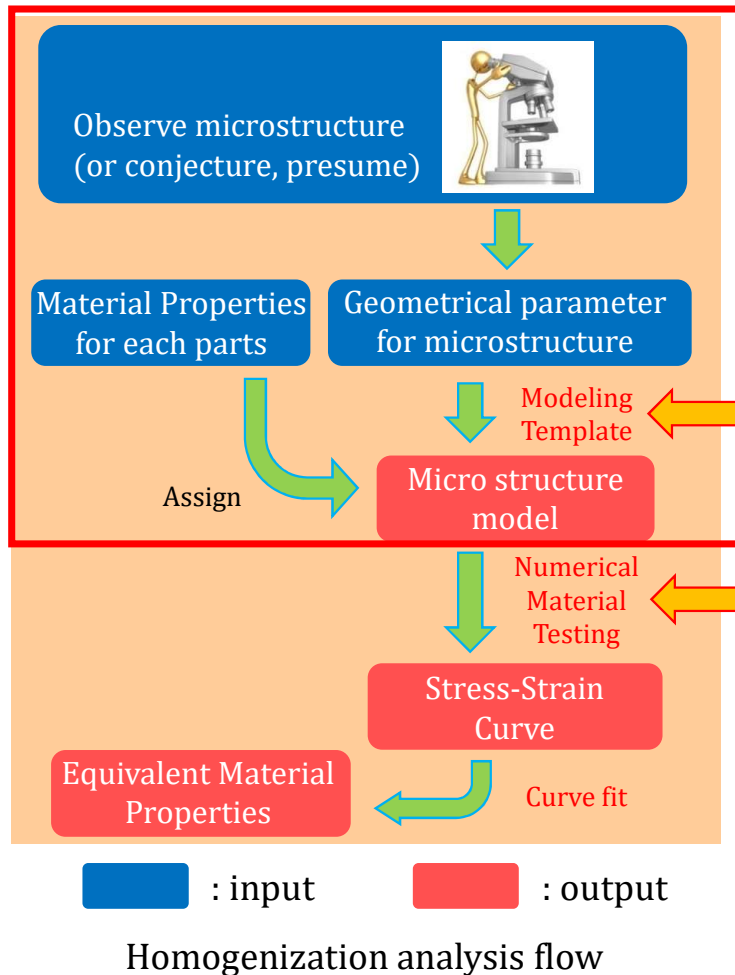 Observe microstructure
(or conjecture, presume)
Material Properties
for each parts
Geometrical parameter
for microstructure
Modeling
Template
Assign
Micro structure
model
Numerical
Material
Testing
Stress-Strain
Curve
Equivalent Material
Properties
Curve fit
: input
: output
Homogenization analysis flow